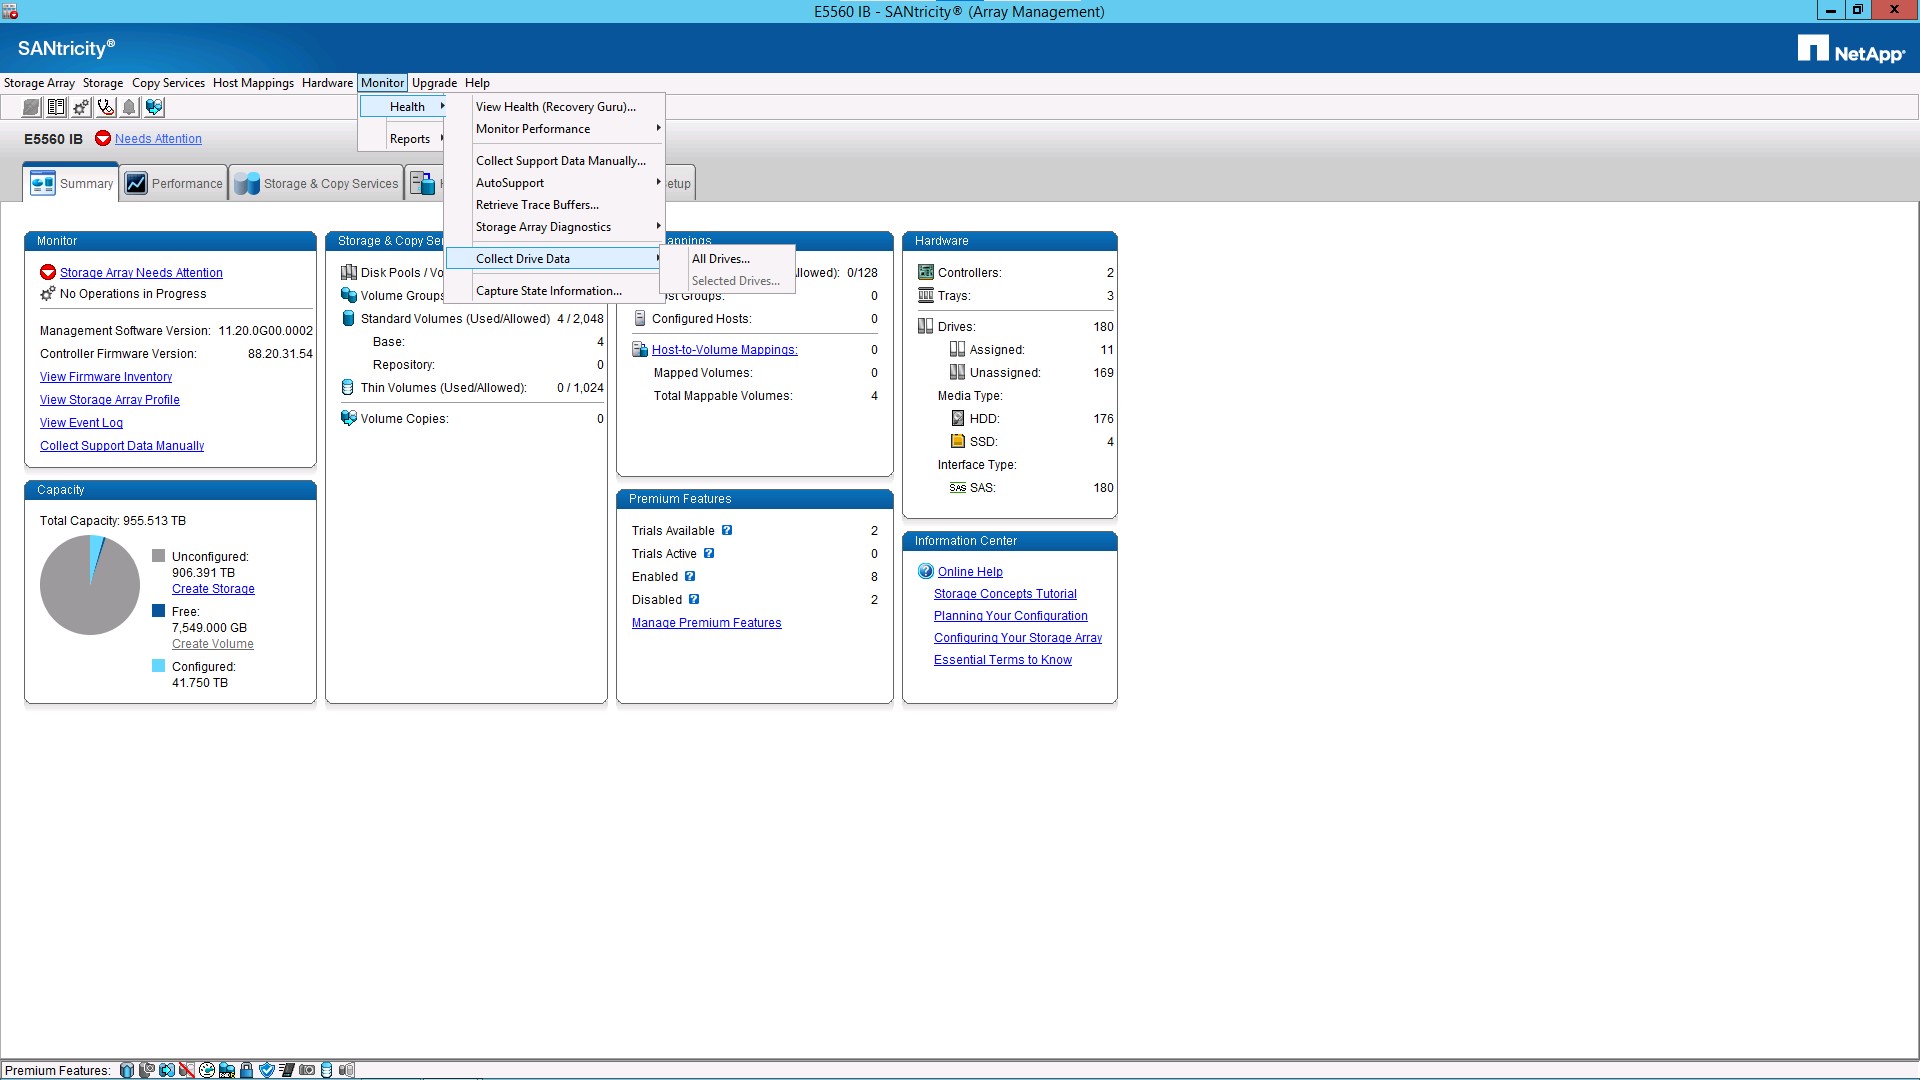 E5560 IB - SANtricity® (Array Management)
SANtricity®
NetApp®
Storage Array Storage Copy Services Host Mappings Hardware Monitor Upgrade Help
Health
Reports
View Health (Recovery Guru)...
Monitor Performance
Collect Support Data Manually...
AutoSupport
Retrieve Trace Buffers...
Storage Array Diagnostics
Collect Drive Data
Capture State Information...
All Drives...
Selected Drives...
E5560 IB Needs Attention
Summary Performance Storage & Copy Services
Monitor
Storage Array Needs Attention
No Operations in Progress
Management Software Version: 11.20.0G00.0002
Controller Firmware Version: 88.20.31.54
View Firmware Inventory
View Storage Array Profile
View Event Log
Collect Support Data Manually
Capacity
Total Capacity: 955.513 TB
Unconfigured:
906.391 TB
Create Storage
Free:
7,549.000 GB
Create Volume
Configured:
41.750 TB
Storage & Copy Ser
Disk Pools / Vo
Volume Groups
Standard Volumes (Used/Allowed) 4 / 2,048
Base: 4
Repository: 0
Thin Volumes (Used/Allowed): 0 / 1,024
Volume Copies: 0
appings
llowed): 0/128
ost Groups: 0
Configured Hosts: 0
Host-to-Volume Mappings: 0
Mapped Volumes: 0
Total Mappable Volumes: 4
Premium Features
Trials Available ? 2
Trials Active ? 0
Enabled ? 8
Disabled ? 2
Manage Premium Features
Hardware
Controllers: 2
Trays: 3
Drives: 180
Assigned: 11
Unassigned: 169
Media Type:
HDD: 176
SSD: 4
Interface Type:
SAS SAS: 180
Information Center
? Online Help
Storage Concepts Tutorial
Planning Your Configuration
Configuring Your Storage Array
Essential Terms to Know
Premium Features: